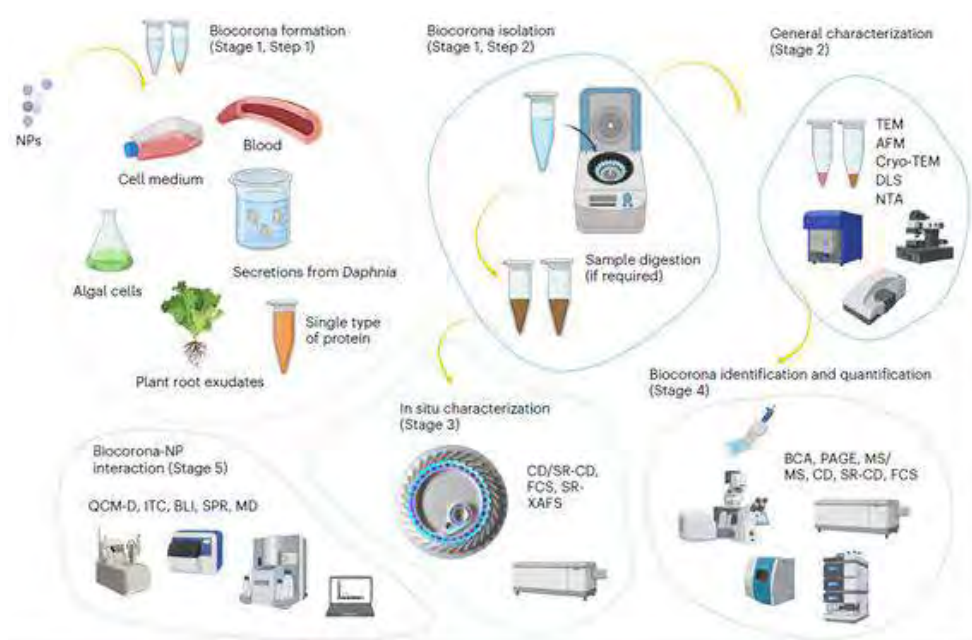 Biocorona formation
(Stage 1, Step 1)
NPs
Blood
Cell medium
Secretions from Daphnia
Algal cells
Single type
of protein
Plant root exudates
Biocorona isolation
(Stage 1, Step 2)
Sample digestion
(if required)
General characterization
(Stage 2)
TEM
AFM
Cryo-TEM
DLS
NTA
In situ characterization
(Stage 3)
CD/SR-CD,
FCS, SR-
XAFS
Biocorona identification and quantification
(Stage 4)
BCA, PAGE, MS/
MS, CD, SR-CD, FCS
Biocorona-NP
interaction (Stage 5)
QCM-D, ITC, BLI, SPR, MD